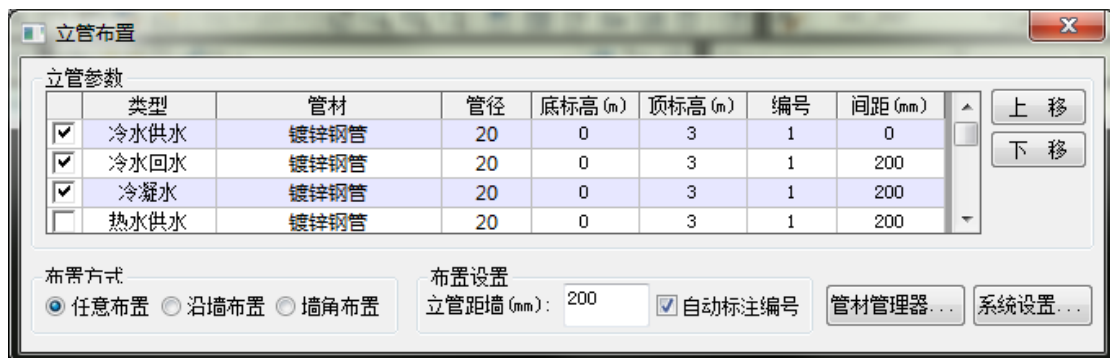 立管布置
立管参数
类型 管材 管径 底标高(m) 顶标高(m) 编号 间距(mm)
冷水供水 镀锌钢管 20 0 3 1 0
冷水回水 镀锌钢管 20 0 3 1 200
冷凝水 镀锌钢管 20 0 3 1 200
热水供水 镀锌钢管 20 0 3 1 200
上 移
下 移
布置方式
任意布置 沿墙布置 墙角布置
布置设置
立管距墙(mm): 200 自动标注编号
管材管理器... 系统设置...